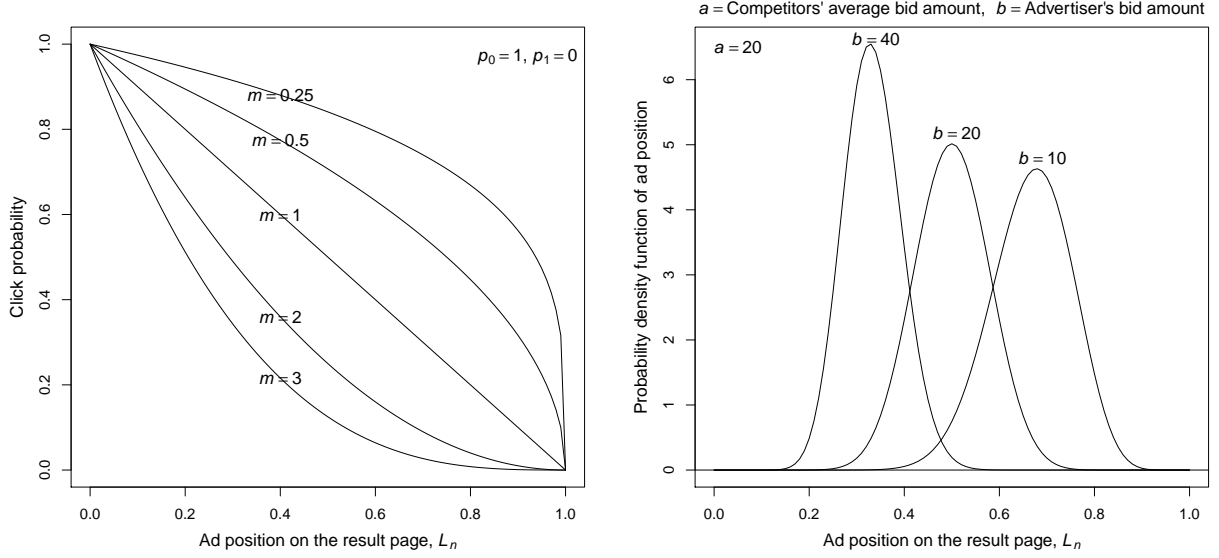 p₀ = 1, p₁ = 0
m = 0.25
m = 0.5
m = 1
m = 2
m = 3
Click probability
1.0
0.8
0.6
0.4
0.2
0.0
0.0 0.2 0.4 0.6 0.8 1.0
Ad position on the result page, Lₙ
a = Competitors' average bid amount, b = Advertiser's bid amount
a = 20
b = 40
b = 20
b = 10
Probability density function of ad position
6
5
4
3
2
1
0
0.0 0.2 0.4 0.6 0.8 1.0
Ad position on the result page, Lₙ